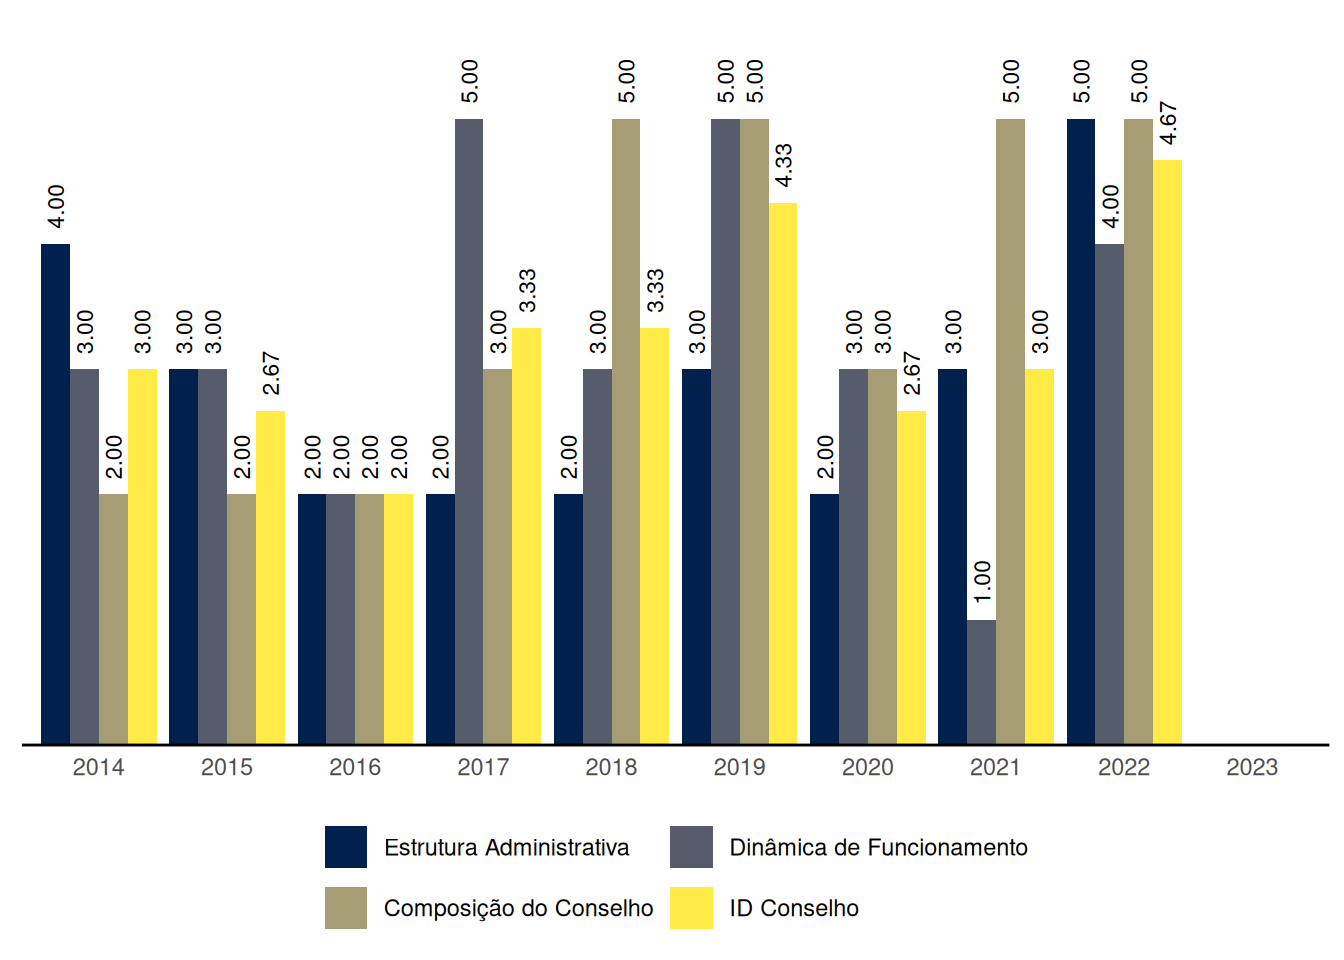 4.00 3.00 2.00 3.00
3.00 3.00 2.00 2.67
2.00 2.00 2.00 2.00
2.00 5.00 3.00 3.33
2.00 3.00 5.00 3.33
3.00 5.00 5.00 4.33
2.00 3.00 3.00 2.67
3.00 1.00 5.00 3.00
5.00 4.00 5.00 4.67
2014 2015 2016 2017 2018 2019 2020 2021 2022 2023
Estrutura Administrativa Dinâmica de Funcionamento
Composição do Conselho ID Conselho